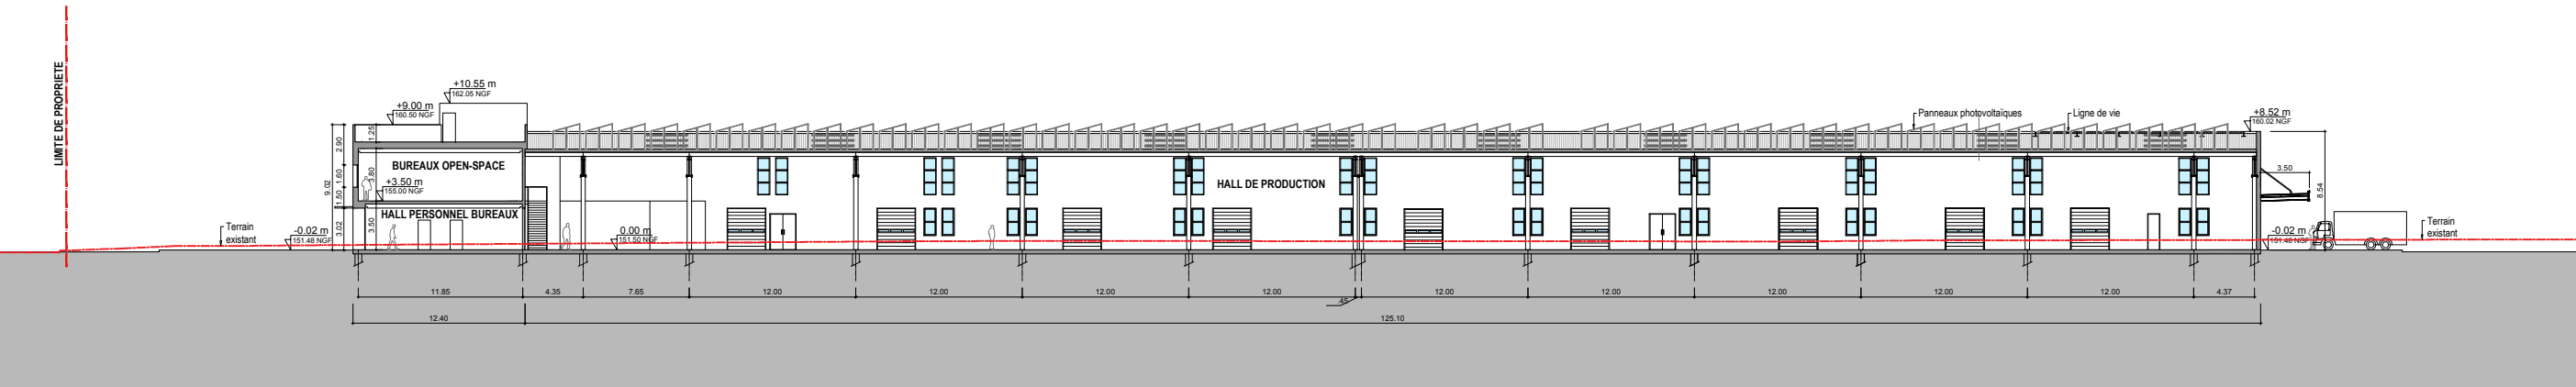 LIMITE DE PROPRIETE
+10.55 m
162.05 NGF
+9.00 m
160.50 NGF
+8.52 m
160.02 NGF
Panneaux photovoltaïques
Ligne de vie
1.25
2.90
BUREAUX OPEN-SPACE
3.80
1.60
+3.50 m
155.00 NGF
9.02
1.50
HALL DE PRODUCTION
3.50
8.54
HALL PERSONNEL BUREAUX
3.02
3.50
Terrain
existant
-0.02 m
151.48 NGF
0.00 m
151.50 NGF
-0.02 m
151.48 NGF
Terrain
existant
11.85
4.35
7.65
12.00
12.00
12.00
12.00
.45
12.00
12.00
12.00
12.00
12.00
4.37
12.40
125.10